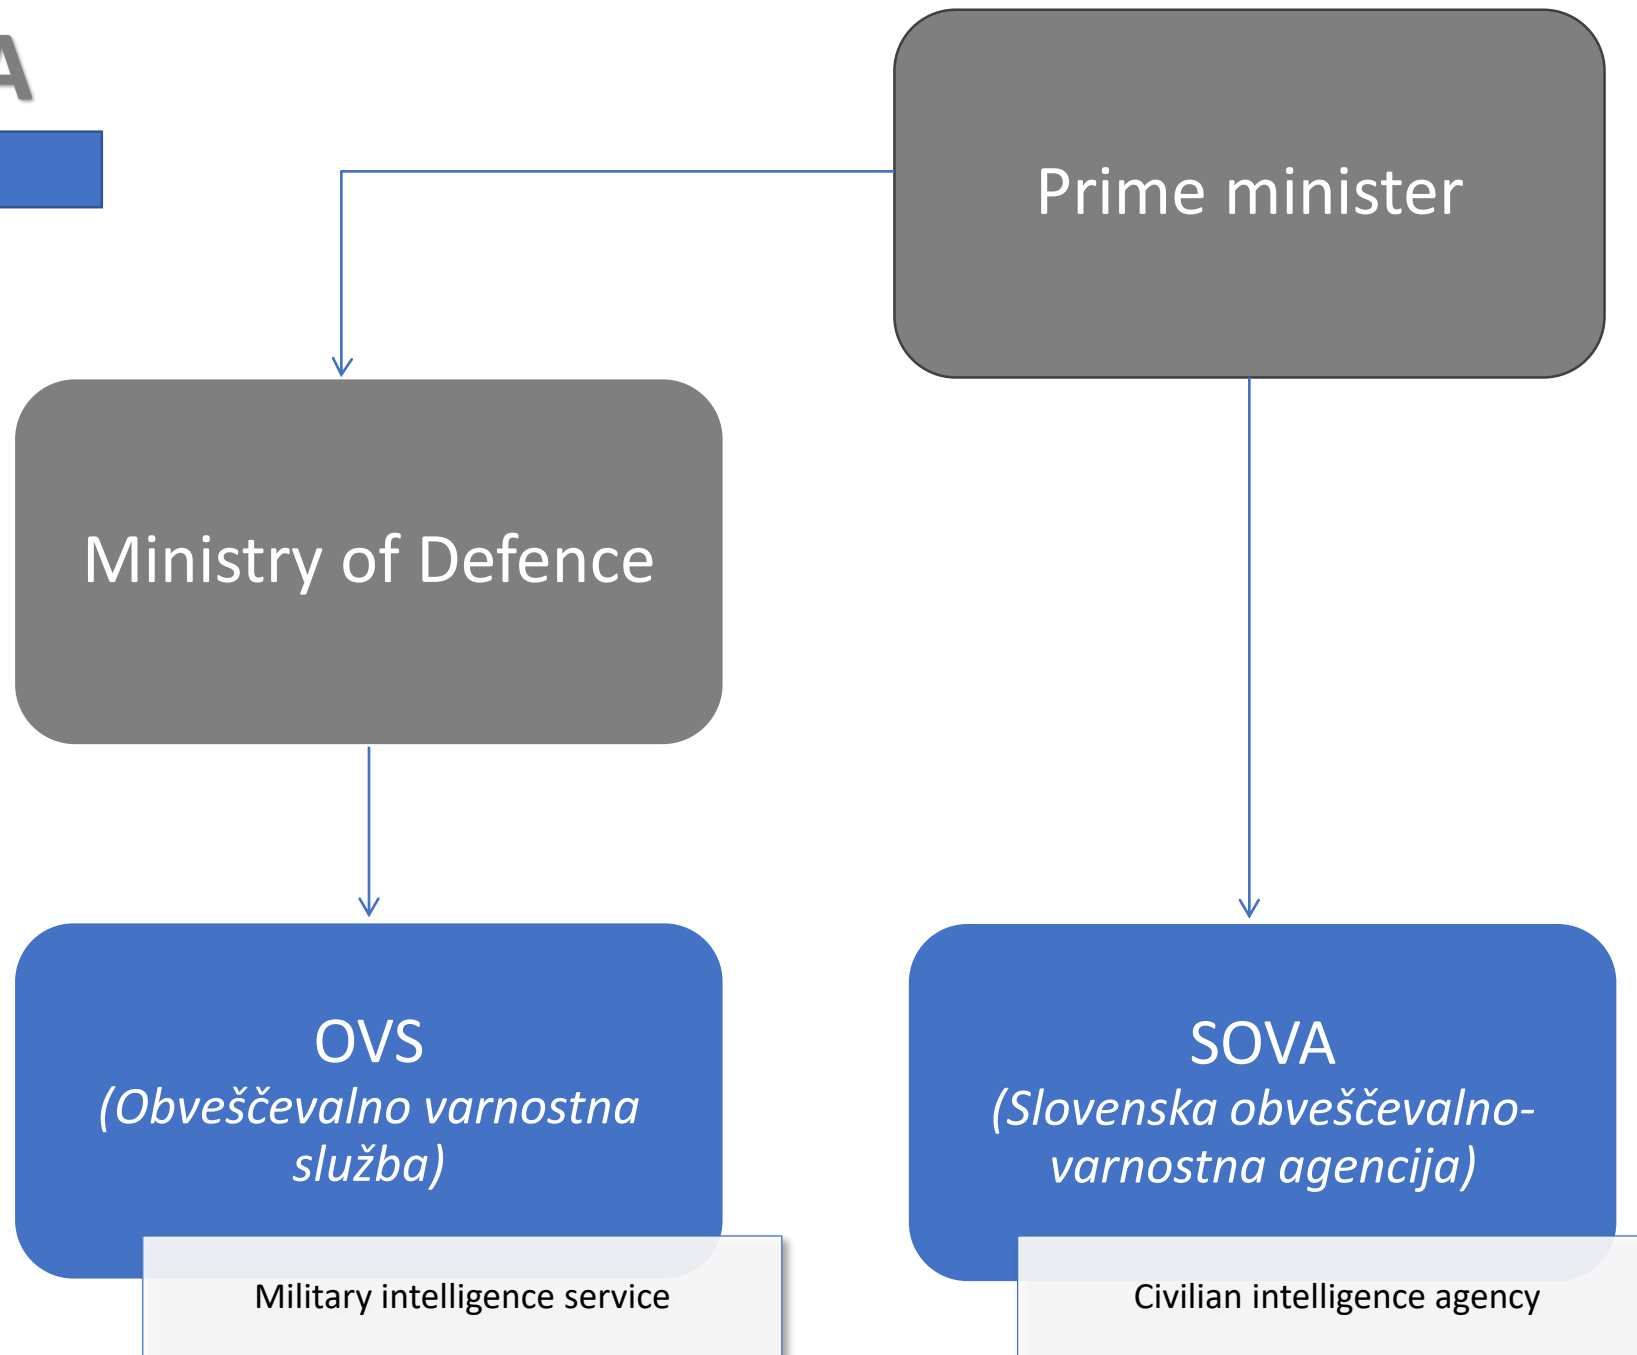 A
Prime minister
Ministry of Defence
OVS
(Obveščevalno varnostna
služba)
Military intelligence service
SOVA
(Slovenska obveščevalno-
varnostna agencija)
Civilian intelligence agency